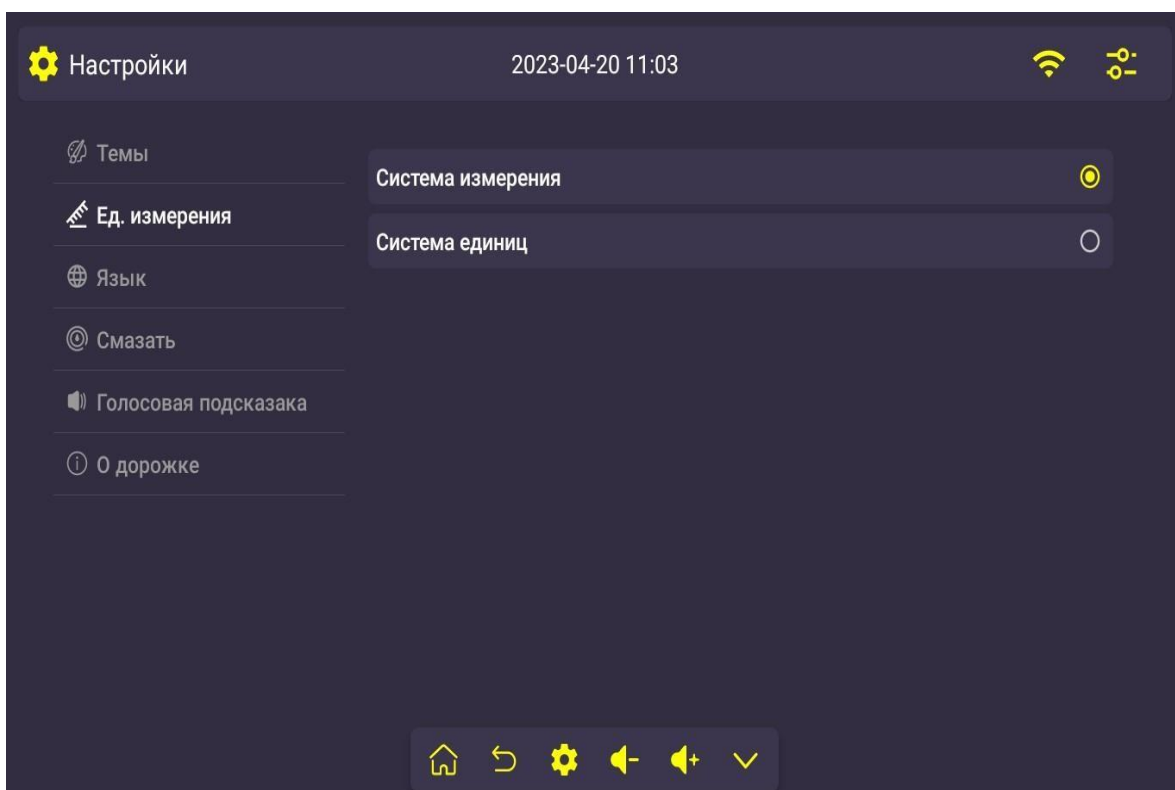 Настройки
2023-04-20 11:03
Темы
Ед. измерения
Язык
Смазать
Голосовая подсказака
О дорожке
Система измерения
Система единиц